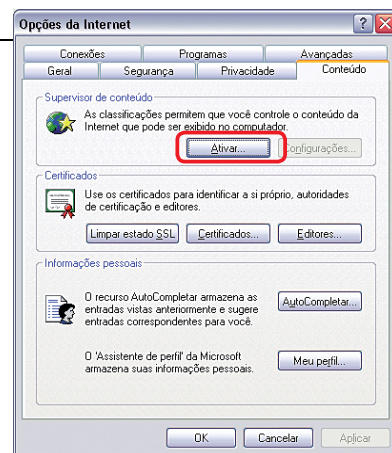 Opções da Internet
Conexões Programas Avançadas
Geral Segurança Privacidade Conteúdo
Supervisor de conteúdo
As classificações permitem que você controle o conteúdo da
Internet que pode ser exibido no computador.
Ativar... Configurações...
Certificados
Use os certificados para identificar a si próprio, autoridades
de certificação e editores.
Limpar estado SSL Certificados... Editores...
Informações pessoais
O recurso AutoCompletar armazena as
entradas vistas anteriormente e sugere
entradas correspondentes para você.
AutoCompletar...
O 'Assistente de perfil' da Microsoft
armazena suas informações pessoais.
Meu perfil...
OK Cancelar Aplicar